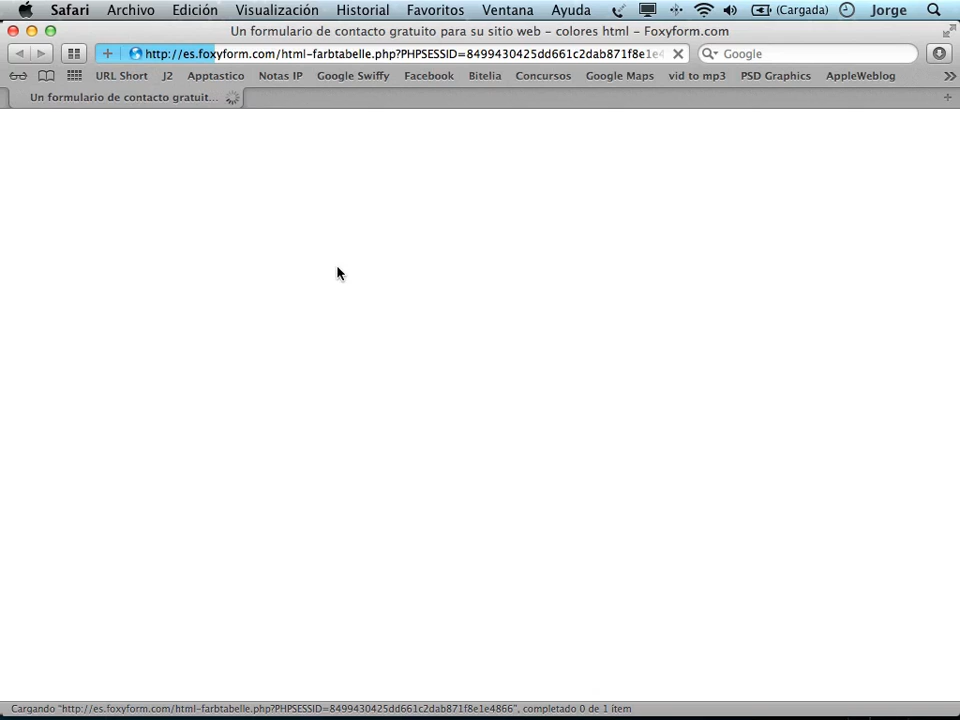 Safari Archivo Edición Visualización Historial Favoritos Ventana Ayuda (Cargada) Jorge
Un formulario de contacto gratuito para su sitio web – colores html – Foxyform.com
http://es.foxyform.com/html-farbtabelle.php?PHPSESSID=8499430425dd661c2dab871f8e1e4 Google
URL Short J2 Apptastico Notas IP Google Swiffy Facebook Bitelia Concursos Google Maps vid to mp3 PSD Graphics AppleWeblog
Un formulario de contacto gratuit...
Cargando "http://es.foxyform.com/html-farbtabelle.php?PHPSESSID=8499430425dd661c2dab871f8e1e4866", completado 0 de 1 ítem